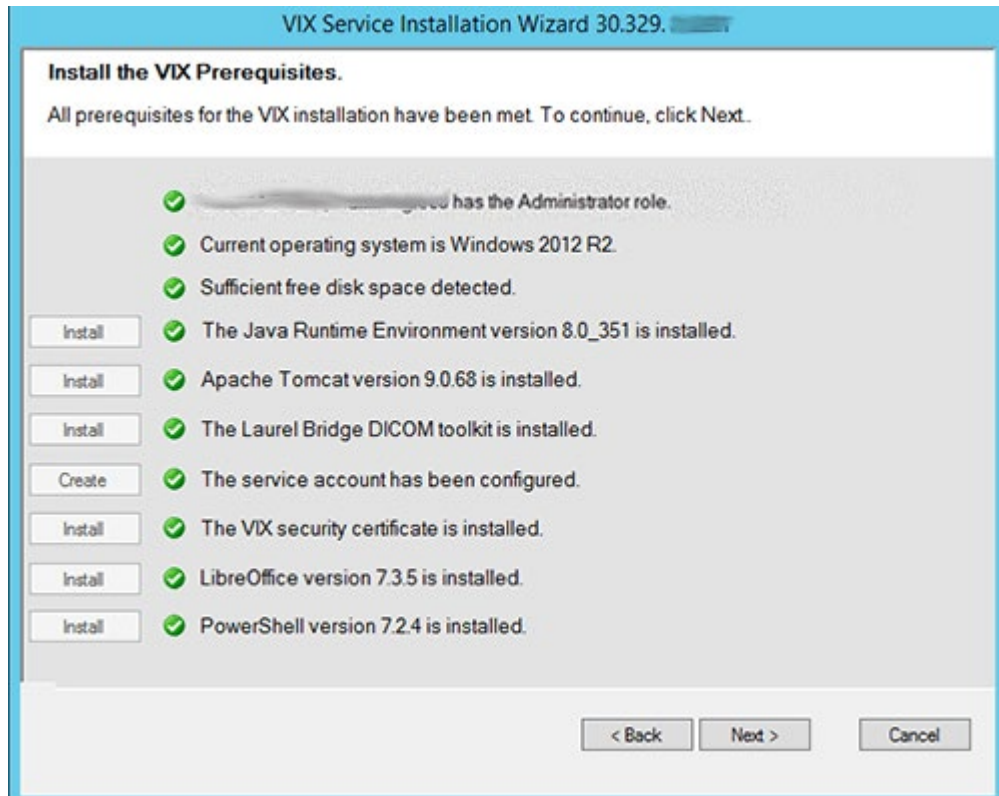 VIX Service Installation Wizard 30.329.
Install the VIX Prerequisites.
All prerequisites for the VIX installation have been met. To continue, click Next..
has the Administrator role.
Current operating system is Windows 2012 R2.
Sufficient free disk space detected.
Install The Java Runtime Environment version 8.0_351 is installed.
Install Apache Tomcat version 9.0.68 is installed.
Install The Laurel Bridge DICOM toolkit is installed.
Create The service account has been configured.
Install The VIX security certificate is installed.
Install LibreOffice version 7.3.5 is installed.
Install PowerShell version 7.2.4 is installed.
< Back Next > Cancel